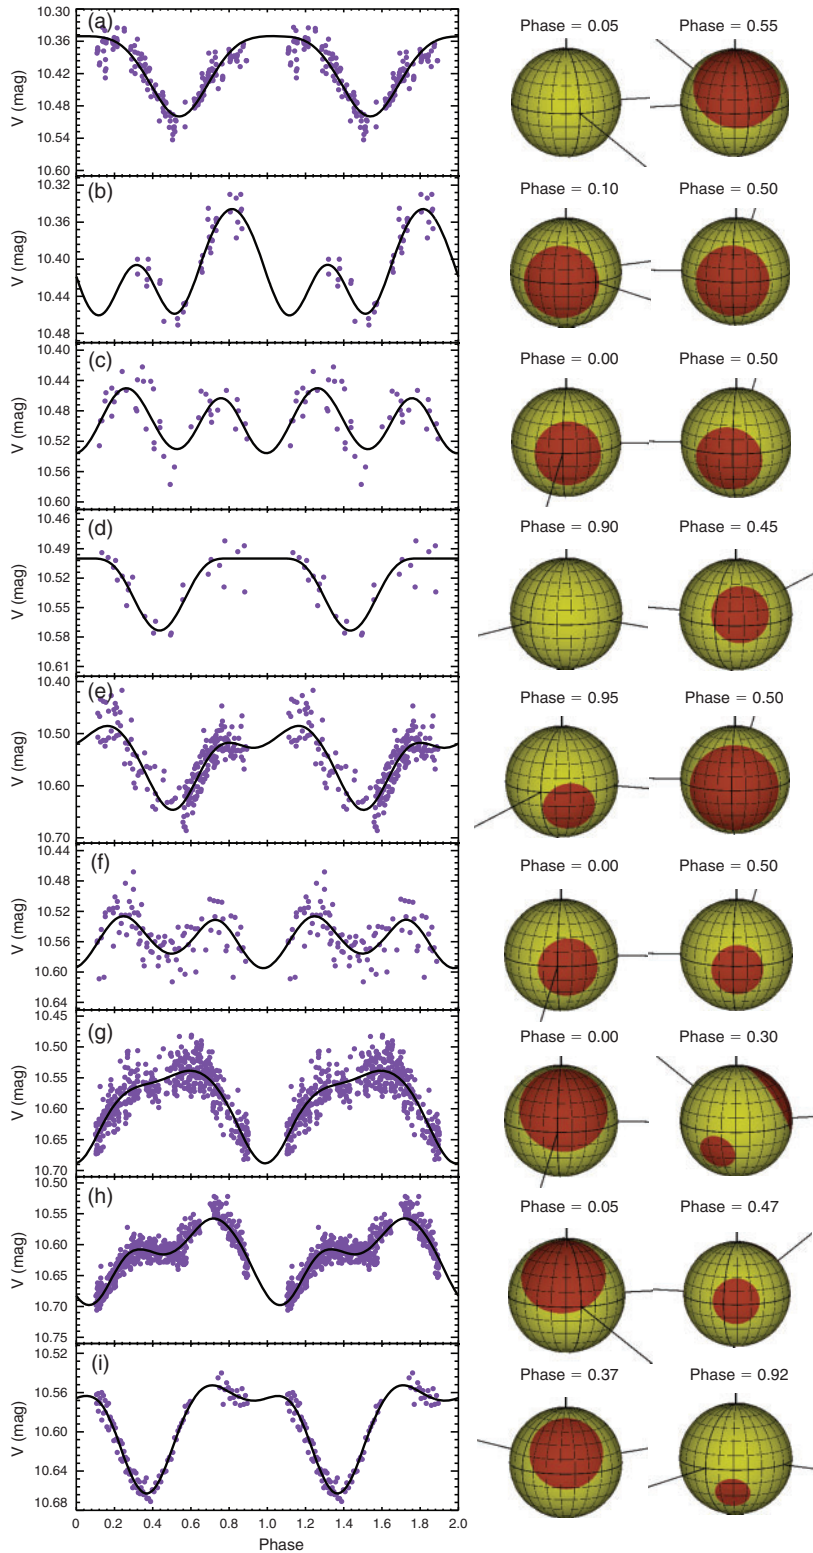 (a)
10.30
10.36
10.42
10.48
10.54
10.60
V (mag)
Phase = 0.05
Phase = 0.55
(b)
10.32
10.36
10.40
10.44
10.48
V (mag)
Phase = 0.10
Phase = 0.50
(c)
10.40
10.44
10.48
10.52
10.56
10.60
V (mag)
Phase = 0.00
Phase = 0.50
(d)
10.46
10.49
10.52
10.55
10.58
10.61
V (mag)
Phase = 0.90
Phase = 0.45
(e)
10.40
10.50
10.60
10.70
V (mag)
Phase = 0.95
Phase = 0.50
(f)
10.44
10.48
10.52
10.56
10.60
10.64
V (mag)
Phase = 0.00
Phase = 0.50
(g)
10.45
10.50
10.55
10.60
10.65
10.70
V (mag)
Phase = 0.00
Phase = 0.30
(h)
10.50
10.55
10.60
10.65
10.70
10.76
V (mag)
Phase = 0.05
Phase = 0.47
(i)
10.52
10.56
10.60
10.64
10.68
V (mag)
Phase = 0.37
Phase = 0.92
0.0 0.2 0.4 0.6 0.8 1.0 1.2 1.4 1.6 1.8 2.0
Phase